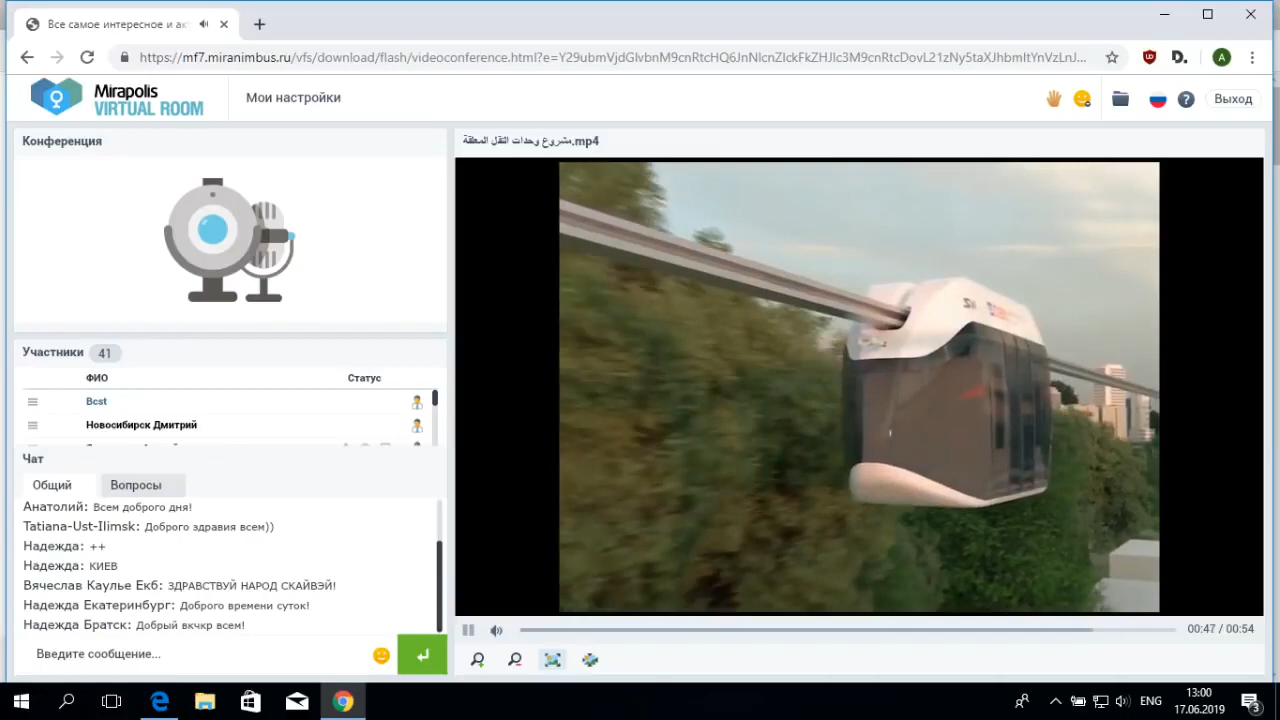 Все самое интересное и ак
https://mf7.miranimbus.ru/vfs/download/flash/videoconference.html?e=Y29ubmVjdGlvbnM9cnRtcHQ6JnNlcnZlckFkZHJlc3M9cnRtcDovL21zNy5taXJhbmltYnVzLnJ...
Mirapolis
VIRTUAL ROOM
Мои настройки
Выход
Конференция
مشروع وحدات النقل المعلقة.mp4
Участники 41
ФИО Статус
Bcst
Новосибирск Дмитрий
Чат
Общий Вопросы
Анатолий: Всем доброго дня!
Tatiana-Ust-Ilimsk: Доброго здравия всем))
Надежда: ++
Надежда: КИЕВ
Вячеслав Каулье Екб: ЗДРАВСТВУЙ НАРОД СКАЙВЭЙ!
Надежда Екатеринбург: Доброго времени суток!
Надежда Братск: Добрый вкчкр всем!
Введите сообщение...
00:47 / 00:54
ENG
13:00
17.06.2019
3